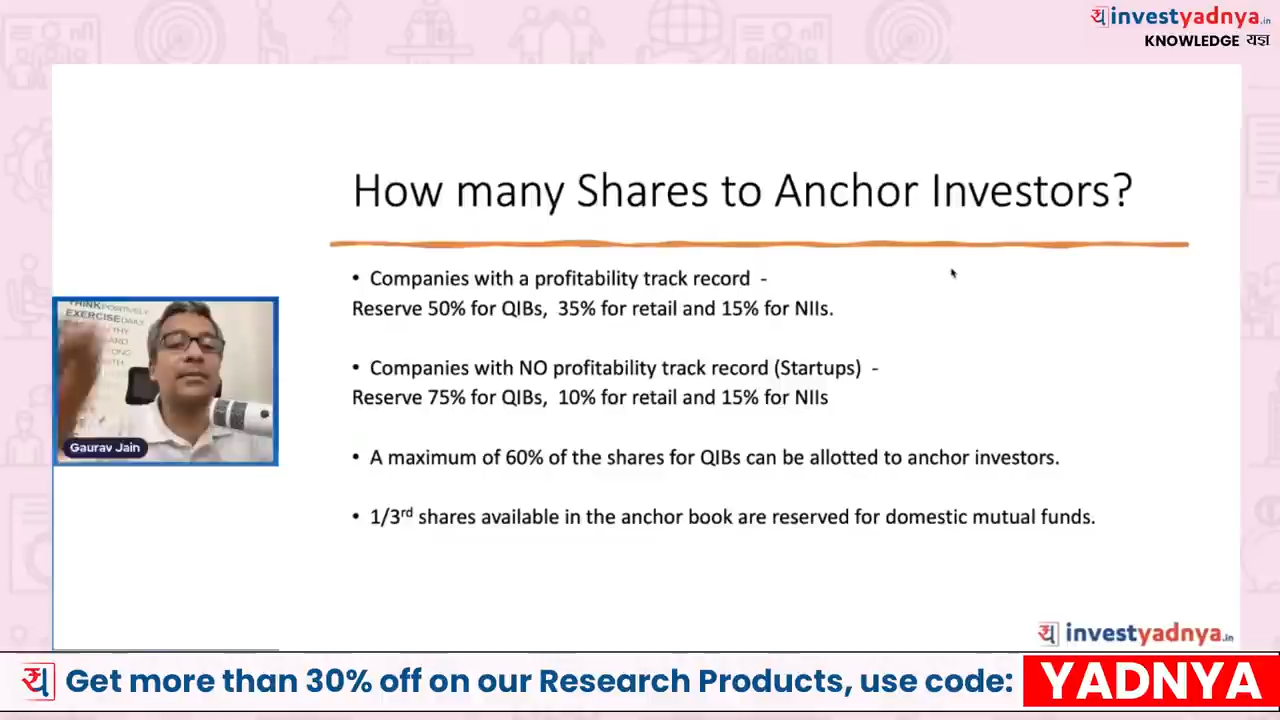 investyadnya.in
KNOWLEDGE यज्ञ
How many Shares to Anchor Investors?
• Companies with a profitability track record -
Reserve 50% for QIBs, 35% for retail and 15% for NIIs.
• Companies with NO profitability track record (Startups) -
Reserve 75% for QIBs, 10% for retail and 15% for NIIs
• A maximum of 60% of the shares for QIBs can be allotted to anchor investors.
• 1/3rd shares available in the anchor book are reserved for domestic mutual funds.
THINK POSITIVELY
EXERCISE DAILY
Gaurav Jain
investyadnya.in
Get more than 30% off on our Research Products, use code: YADNYA